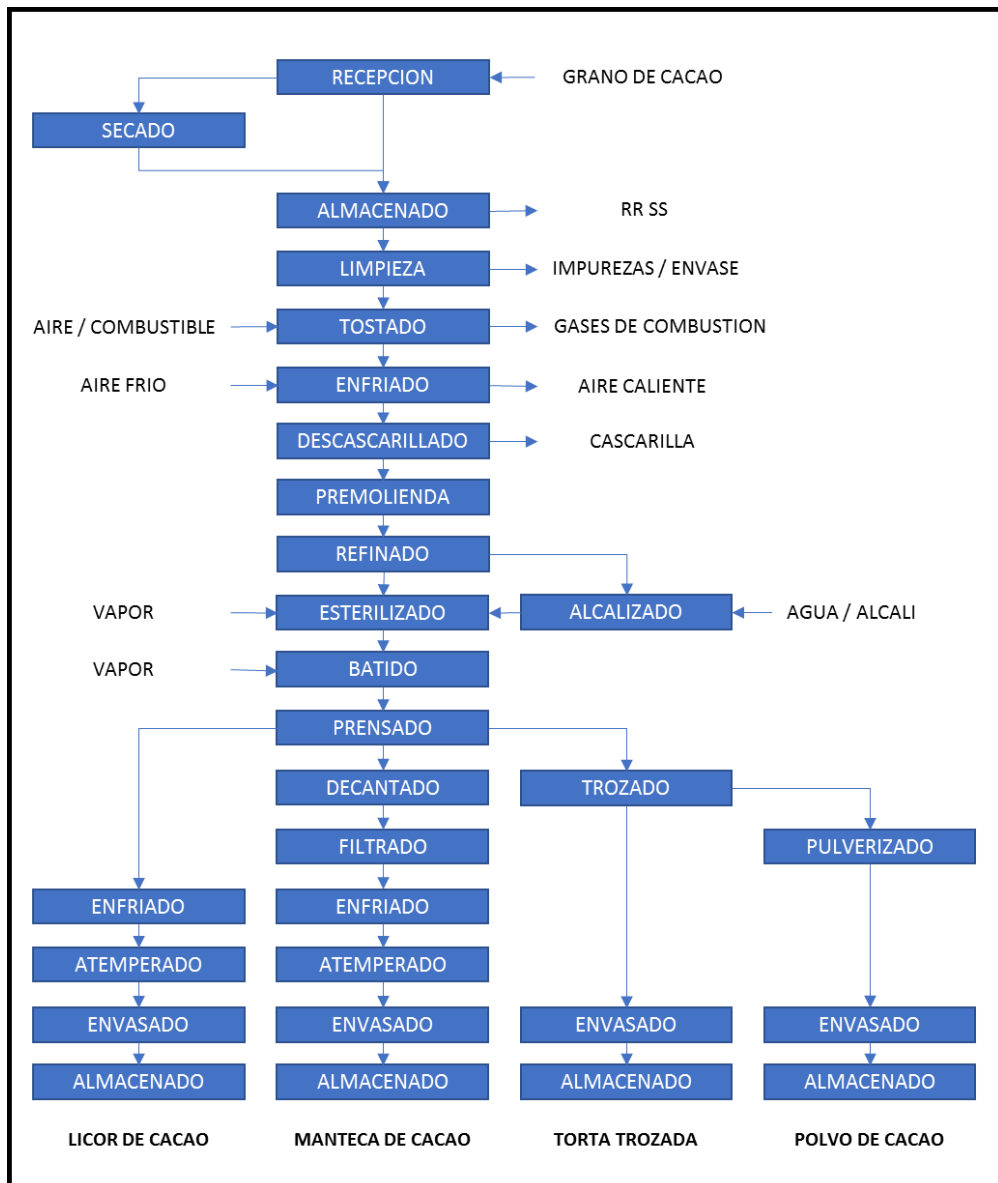 RECEPCION
GRANO DE CACAO
SECADO
ALMACENADO
RR SS
LIMPIEZA
IMPUREZAS / ENVASE
AIRE / COMBUSTIBLE
TOSTADO
GASES DE COMBUSTION
AIRE FRIO
ENFRIADO
AIRE CALIENTE
DESCASCARILLADO
CASCARILLA
PREMOLIENDA
REFINADO
VAPOR
ESTERILIZADO
ALCALIZADO
AGUA / ALCALI
VAPOR
BATIDO
PRENSADO
DECANTADO
TROZADO
FILTRADO
PULVERIZADO
ENFRIADO
ENFRIADO
ATEMPERADO
ATEMPERADO
ENVASADO
ENVASADO
ENVASADO
ENVASADO
ALMACENADO
ALMACENADO
ALMACENADO
ALMACENADO
LICOR DE CACAO
MANTECA DE CACAO
TORTA TROZADA
POLVO DE CACAO